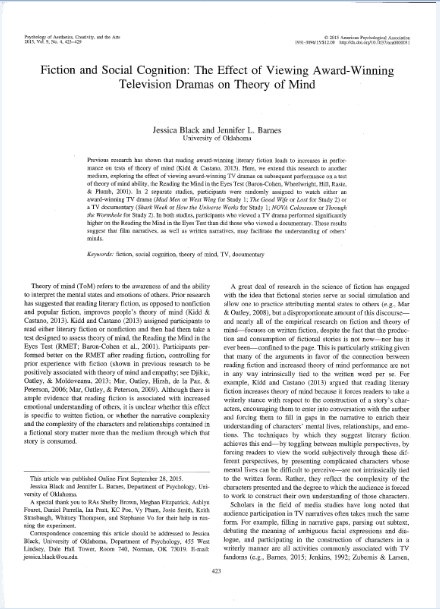 Psychology of Aesthetics, Creativity, and the Arts
2015, Vol. 9, No. 4, 423–429
© 2015 American Psychological Association
Fiction and Social Cognition: The Effect of Viewing Award-Winning
Television Dramas on Theory of Mind
Jessica Black and Jennifer L. Barnes
University of Oklahoma
Previous research has shown that reading award-winning literary fiction leads to increases in perfor-
mance on tests of theory of mind (Kidd & Castano, 2013). Here, we extend this research to another
medium, exploring the effect of viewing award-winning TV dramas on subsequent performance on a test
of theory of mind ability, the Reading the Mind in the Eyes Test (Baron-Cohen, Wheelwright, Hill, Raste,
& Plumb, 2001). In 2 separate studies, participants were randomly assigned to watch either an
award-winning TV drama (Mad Men or West Wing for Study 1; The Good Wife or Lost for Study 2) or
a TV documentary (Shark Week or How the Universe Works for Study 1; NOVA Colosseum or Through
the Wormhole for Study 2). In both studies, participants who viewed a TV drama performed significantly
higher on the Reading the Mind in the Eyes Test than did those who viewed a documentary. These results
suggest that film narratives, as well as written narratives, may facilitate the understanding of others'
minds.
Keywords: fiction, social cognition, theory of mind, TV, documentary
Theory of mind (ToM) refers to the awareness of and the ability
to interpret the mental states and emotions of others. Prior research
has suggested that reading literary fiction, as opposed to nonfiction
and popular fiction, improves people's theory of mind (Kidd &
Castano, 2013). Kidd and Castano (2013) assigned participants to
read either literary fiction or nonfiction and then had them take a
test designed to assess theory of mind, the Reading the Mind in the
Eyes Test (RMET; Baron-Cohen et al., 2001). Participants per-
formed better on the RMET after reading fiction, controlling for
prior experience with fiction (shown in previous research to be
positively associated with theory of mind and empathy; see Djikic,
Oatley, & Moldoveanu, 2013; Mar, Oatley, Hirsh, de la Paz, &
Peterson, 2006; Mar, Oatley, & Peterson, 2009). Although there is
ample evidence that reading fiction is associated with increased
emotional understanding of others, it is unclear whether this effect
is specific to written fiction, or whether the narrative complexity
and the complexity of the characters and relationships contained in
a fictional story matter more than the medium through which that
story is consumed.
This article was published Online First September 28, 2015.
Jessica Black and Jennifer L. Barnes, Department of Psychology, Uni-
versity of Oklahoma.
A special thank you to RAs Shelby Brown, Meghan Fitzpatrick, Ashlyn
Fouret, Daniel Parrella, Ian Pratt, KC Poe, Vy Pham, Josie Smith, Keith
Strasbaugh, Whitney Thompson, and Stephanie Vo for their help in run-
ning the experiment.
Correspondence concerning this article should be addressed to Jessica
Black, University of Oklahoma, Department of Psychology, 455 West
Lindsey, Dale Hall Tower, Room 740, Norman, OK 73019. E-mail:
jessica.black@ou.edu
A great deal of research in the science of fiction has engaged
with the idea that fictional stories serve as social simulation and
allow one to practice attributing mental states to others (e.g., Mar
& Oatley, 2008), but a disproportionate amount of this discourse—
and nearly all of the empirical research on fiction and theory of
mind—focuses on written fiction, despite the fact that the produc-
tion and consumption of fictional stories is not now—nor has it
ever been—confined to the page. This is particularly striking given
that many of the arguments in favor of the connection between
reading fiction and increased theory of mind performance are not
in any way intrinsically tied to the written word per se. For
example, Kidd and Castano (2013) argued that reading literary
fiction increases theory of mind because it forces readers to take a
writerly stance with respect to the construction of a story's char-
acters, encouraging them to enter into conversation with the author
and forcing them to fill in gaps in the narrative to enrich their
understanding of characters' mental lives, relationships, and emo-
tions. The techniques by which they suggest literary fiction
achieves this end—by toggling between multiple perspectives, by
forcing readers to view the world subjectively through these dif-
ferent perspectives, by presenting complicated characters whose
mental lives can be difficult to perceive—are not intrinsically tied
to the written form. Rather, they reflect the complexity of the
characters presented and the degree to which the audience is forced
to work to construct their own understanding of those characters.
Scholars in the field of media studies have long noted that
audience participation in TV narratives often takes much the same
form. For example, filling in narrative gaps, parsing out subtext,
debating the meaning of ambiguous facial expressions and dia-
logue, and participating in the construction of characters in a
writerly manner are all activities commonly associated with TV
fandoms (e.g., Barnes, 2015; Jenkins, 1992; Zubernis & Larsen,
423